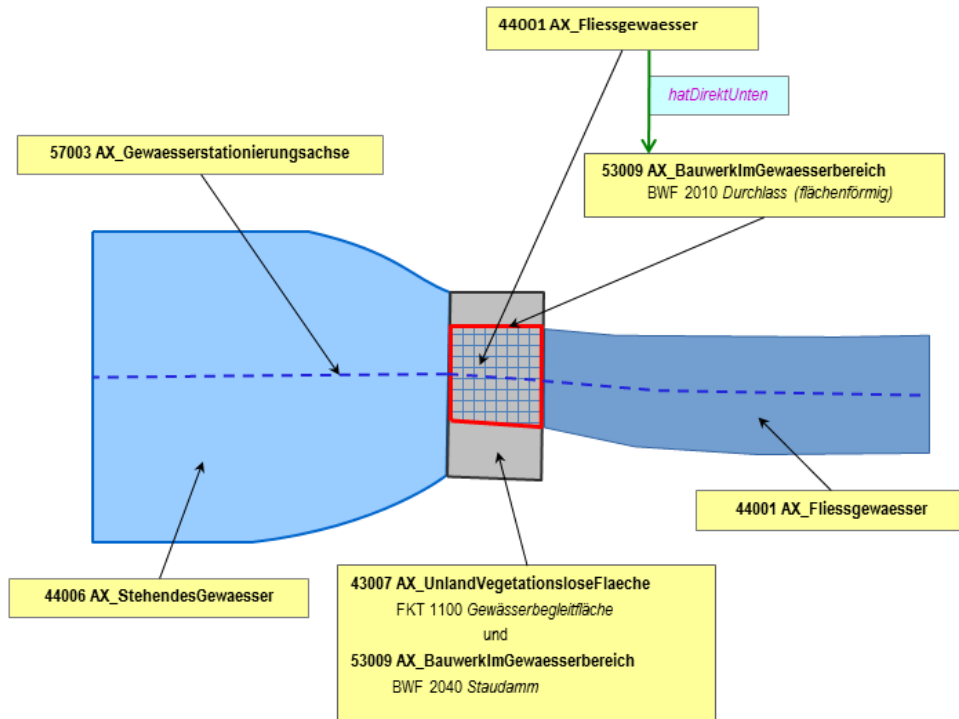 44001 AX_Fliessgewaesser
hatDirektUnten
57003 AX_Gewaesserstationierungsachse
53009 AX_BauwerkImGewaesserbereich
BWF 2010 Durchlass (flächenförmig)
44001 AX_Fliessgewaesser
44006 AX_StehendesGewaesser
43007 AX_UnlandVegetationsloseFlaeche
FKT 1100 Gewässerbegleitfläche
und
53009 AX_BauwerkImGewaesserbereich
BWF 2040 Staudamm